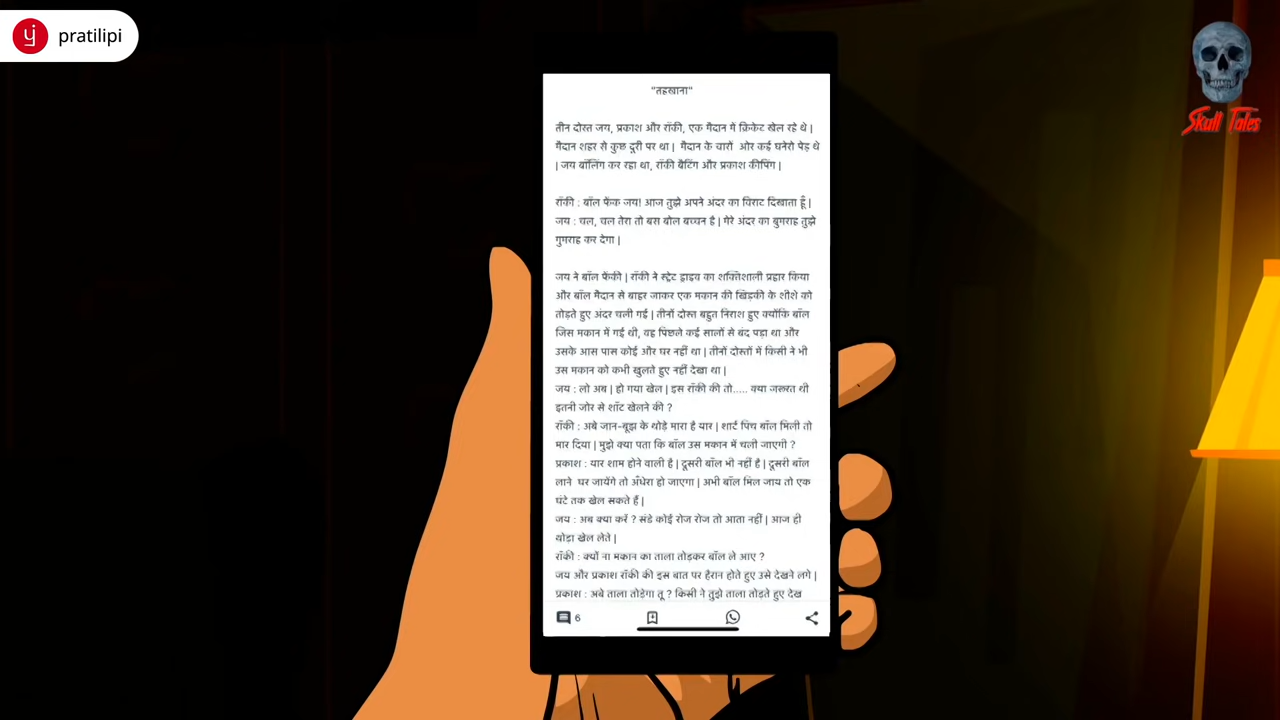 pratilipi
Skull Tales
"तहखाना"
तीन दोस्त जय, प्रकाश और रॉकी, एक मैदान में क्रिकेट खेल रहे थे |
मैदान शहर से कुछ दूरी पर था | मैदान के चारों ओर कई घनेरो पेड़ थे
| जय बॉलिंग कर रहा था, रॉकी बैटिंग और प्रकाश कीपिंग |
रॉकी : बॉल फेंक जय! आज तुझे अपने अंदर का विराट दिखाता हूँ |
जय : चल, चल तेरा तो बस बोल बच्चन है | मेरे अंदर का बुमराह तुझे
गुमराह कर देगा |
जय ने बॉल फेंकी | रॉकी ने स्ट्रेट ड्राइव का शक्तिशाली प्रहार किया
और बॉल मैदान से बाहर जाकर एक मकान की खिड़की के शीशे को
तोड़ते हुए अंदर चली गई | तीनों दोस्त बहुत निराश हुए क्योंकि बॉल
जिस मकान में गई थी, वह पिछले कई सालों से बंद पड़ा था और
उसके आस पास कोई और घर नहीं था | तीनों दोस्तों में किसी ने भी
उस मकान को कभी खुलते हुए नहीं देखा था |
जय : लो अब | हो गया खेल | इस रॉकी की तो..... क्या जरूरत थी
इतनी जोर से शॉट खेलने की ?
रॉकी : अबे जान-बूझ के थोड़े मारा है यार | शार्ट पिच बॉल मिली तो
मार दिया | मुझे क्या पता कि बॉल उस मकान में चली जाएगी ?
प्रकाश : यार शाम होने वाली है | दूसरी बॉल भी नहीं है | दूसरी बॉल
लाने घर जायेंगे तो अँधेरा हो जाएगा | अभी बॉल मिल जाय तो एक
घंटे तक खेल सकते हैं |
जय : अब क्या करें ? संडे कोई रोज रोज तो आता नहीं | आज ही
थोड़ा खेल लेते |
रॉकी : क्यों ना मकान का ताला तोड़कर बॉल ले आए ?
जय और प्रकाश रॉकी की इस बात पर हैरान होते हुए उसे देखने लगे |
प्रकाश : अबे ताला तोड़ेगा तू ? किसी ने तुझे ताला तोड़ते हुए देख
6